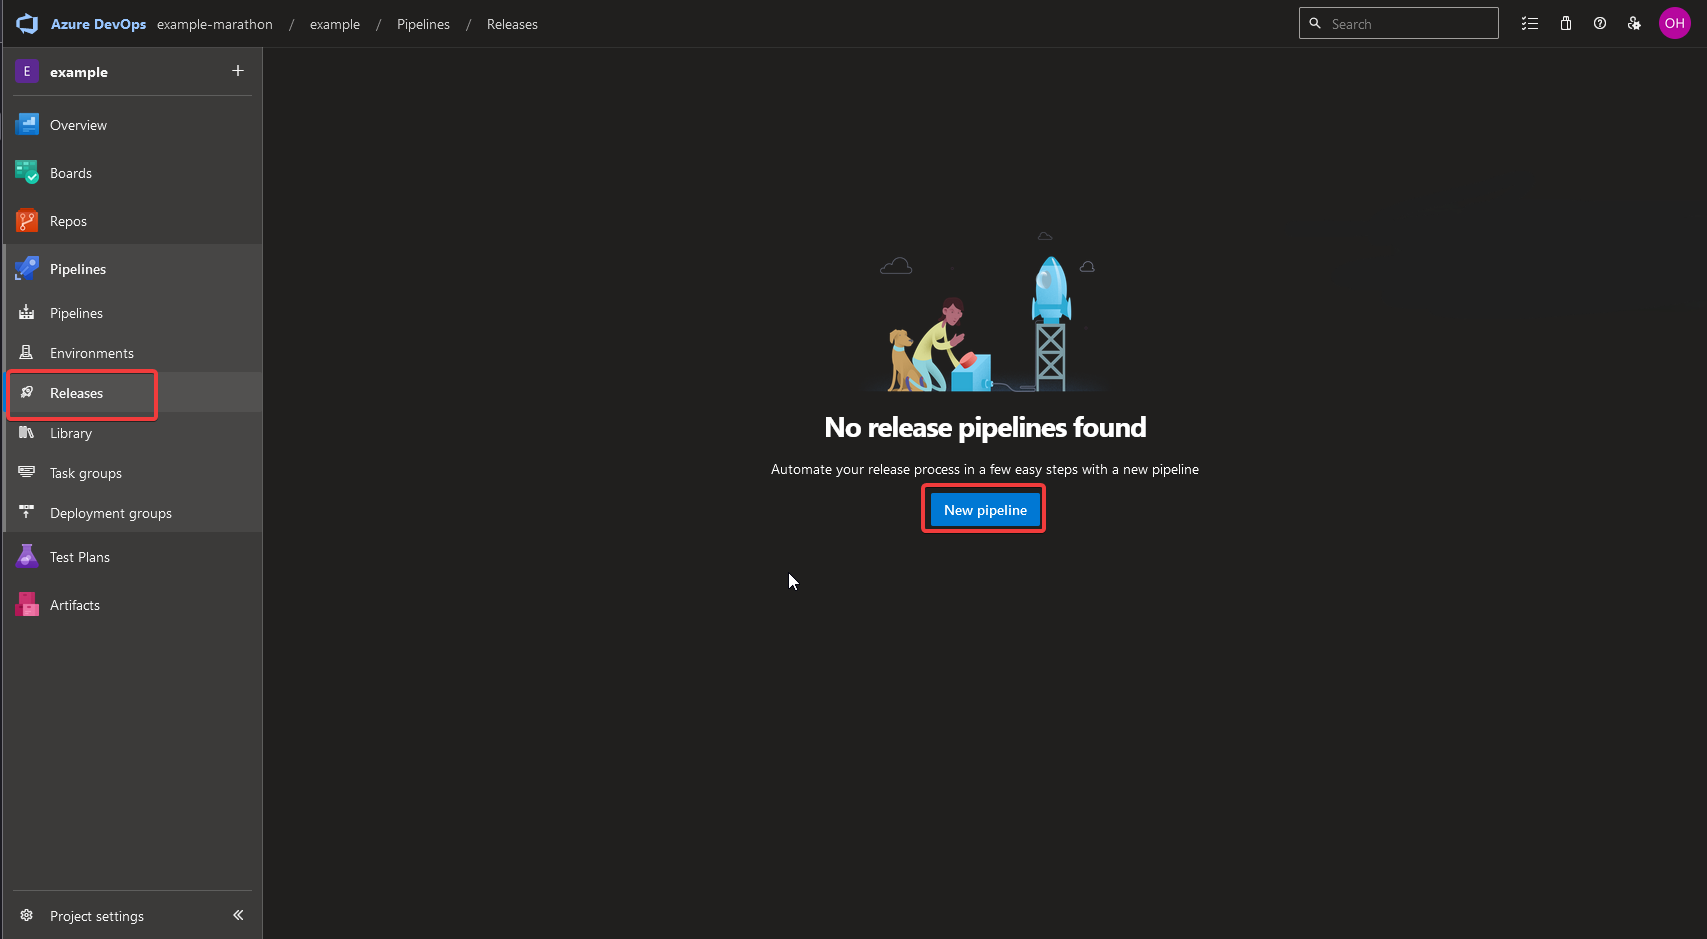 Azure DevOps example-marathon / example / Pipelines / Releases
Search
OH
E example +
Overview
Boards
Repos
Pipelines
Pipelines
Environments
Releases
Library
Task groups
Deployment groups
Test Plans
Artifacts
No release pipelines found
Automate your release process in a few easy steps with a new pipeline
New pipeline
Project settings